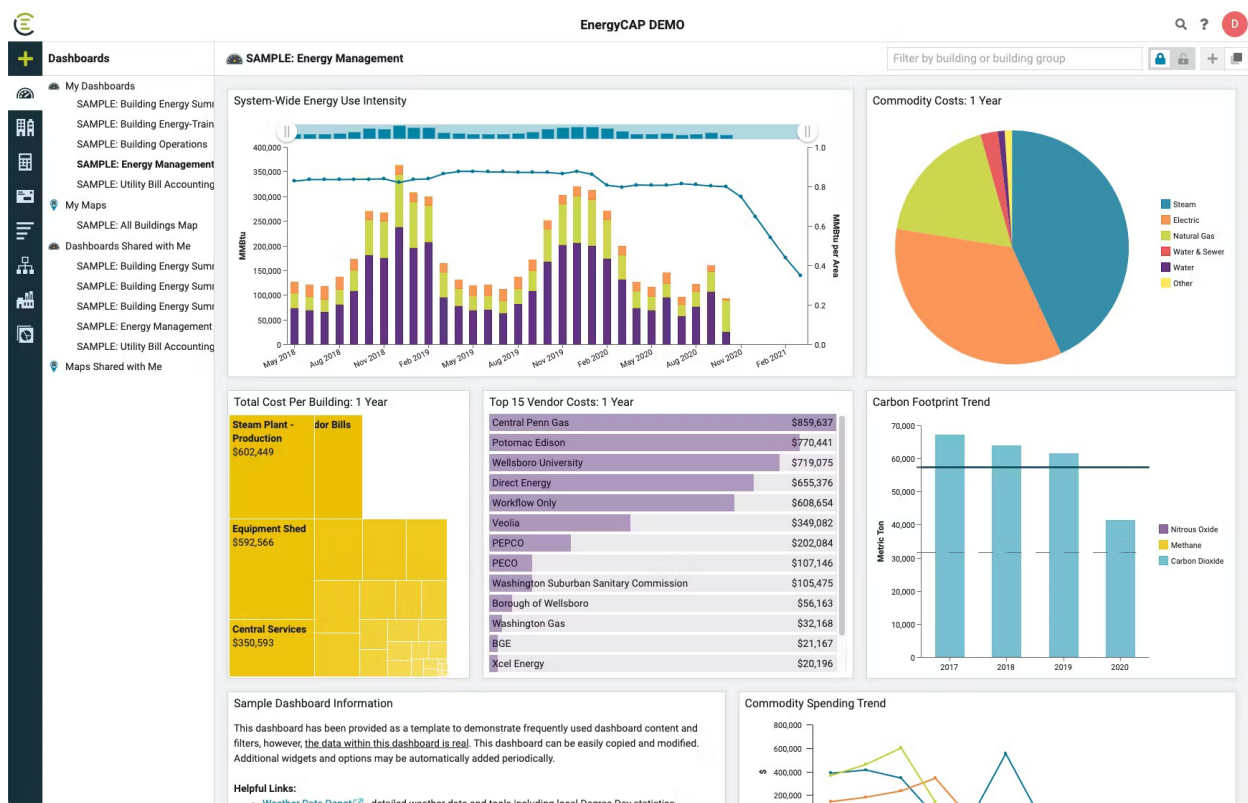 EnergyCAP DEMO
D
Dashboards
SAMPLE: Energy Management
Filter by building or building group
My Dashboards
SAMPLE: Building Energy
SAMPLE: Building Energy-Train
SAMPLE: Building Operations
SAMPLE: Energy Management
SAMPLE: Utility Bill Accounting
My Maps
SAMPLE: All Buildings Map
Dashboards Shared with Me
SAMPLE: Building Energy
SAMPLE: Building Energy
SAMPLE: Building Energy
SAMPLE: Energy Management
SAMPLE: Utility Bill Accounting
Maps Shared with Me
System-Wide Energy Use Intensity
400,000
350,000
300,000
250,000
200,000
150,000
100,000
50,000
0
MMBtu
1.0
0.8
0.6
0.4
0.2
0.0
MMBtu per Area
May 2018
Aug 2018
Nov 2018
Feb 2019
May 2019
Aug 2019
Nov 2019
Feb 2020
May 2020
Aug 2020
Nov 2020
Feb 2021
Commodity Costs: 1 Year
Steam
Electric
Natural Gas
Water & Sewer
Water
Other
Total Cost Per Building: 1 Year
Steam Plant - Production
$602,449
dor Bills
Equipment Shed
$592,566
Central Services
$350,593
Top 15 Vendor Costs: 1 Year
Central Penn Gas $859,637
Potomac Edison $770,441
Wellsboro University $719,075
Direct Energy $655,376
Workflow Only $608,654
Veolia $349,082
PEPCO $202,084
PECO $107,146
Washington Suburban Sanitary Commission $105,475
Borough of Wellsboro $56,163
Washington Gas $32,168
BGE $21,167
Xcel Energy $20,196
Carbon Footprint Trend
70,000
60,000
50,000
40,000
30,000
20,000
10,000
0
Metric Ton
2017
2018
2019
2020
Nitrous Oxide
Methane
Carbon Dioxide
Sample Dashboard Information
This dashboard has been provided as a template to demonstrate frequently used dashboard content and
filters, however, the data within this dashboard is real. This dashboard can be easily copied and modified.
Additional widgets and options may be automatically added periodically.
Helpful Links:
Weather Data Depot - detailed weather data and tools including local Degree Day statistics
Commodity Spending Trend
800,000
600,000
400,000
200,000
$